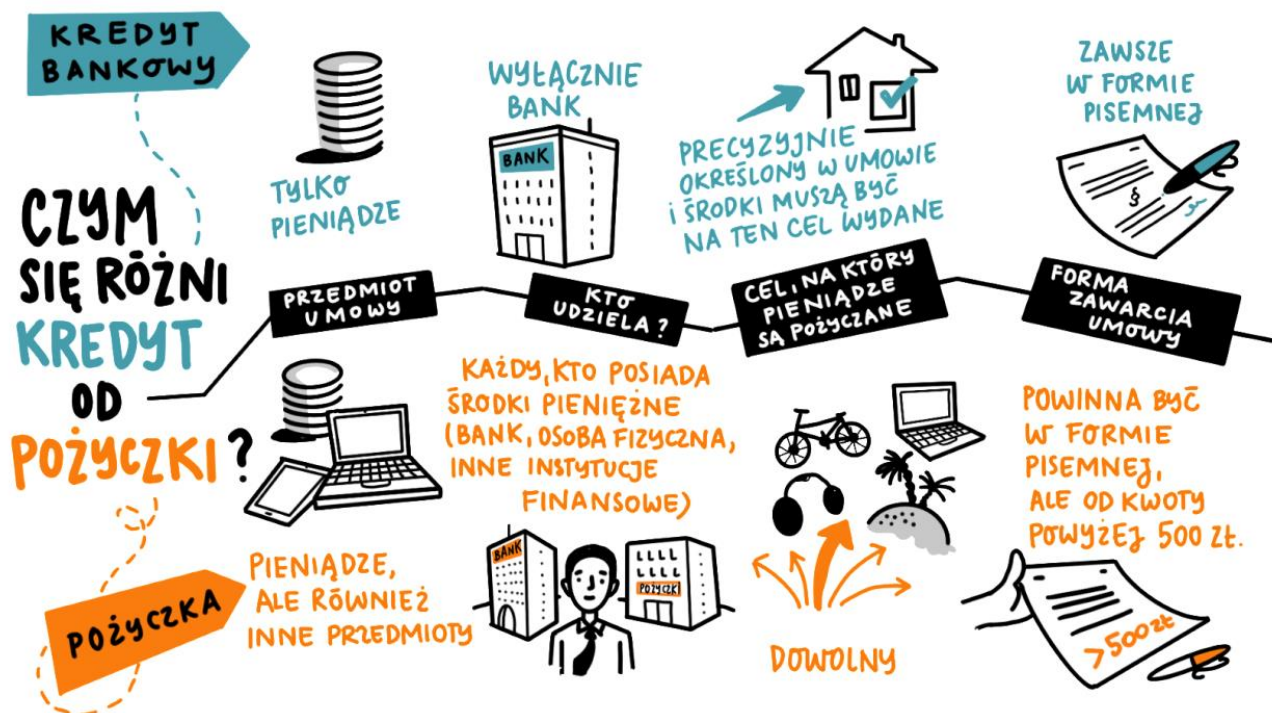 KREDYT
BANKOWY
CZYM
SIĘ RÓŻNI
KREDYT
OD
POŻYCZKI?
POŻYCZKA
TYLKO
PIENIĄDZE
PRZEDMIOT
UMOWY
PIENIĄDZE,
ALE RÓWNIEŻ
INNE PRZEDMIOTY
WYŁĄCZNIE
BANK
BANK
KTO
UDZIELA?
KAŻDY, KTO POSIADA
ŚRODKI PIENIĘŻNE
(BANK, OSOBA FIZYCZNA,
INNE INSTYTUCJE
FINANSOWE)
BANK
POŻYCZKI
PRECYZYJNIE
OKREŚLONY W UMOWIE
I ŚRODKI MUSZĄ BYĆ
NA TEN CEL WYDANE
CEL, NA KTÓRY
PIENIĄDZE
SĄ POŻYCZANE
DOWOLNY
ZAWSZE
W FORMIE
PISEMNEJ
§
FORMA
ZAWARCIA
UMOWY
POWINNA BYĆ
W FORMIE
PISEMNEJ,
ALE OD KWOTY
POWYŻEJ 500 ZŁ.
>500 zł